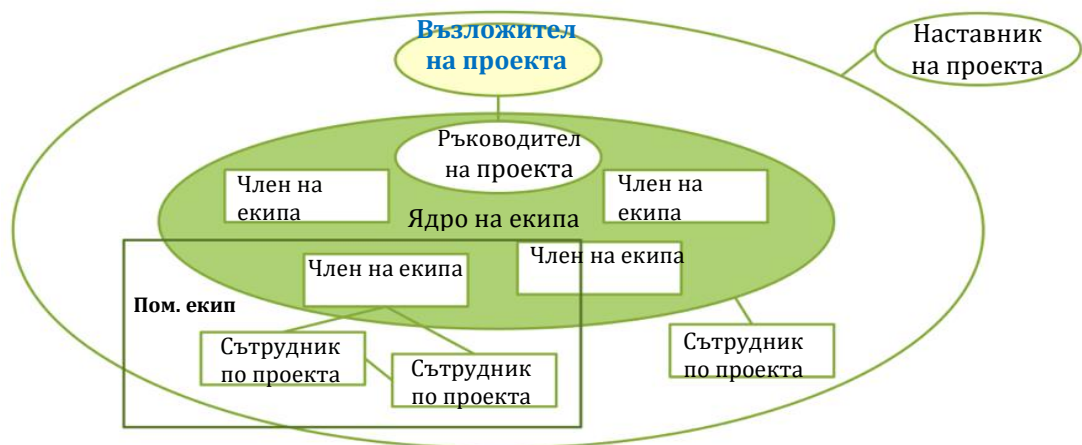 Възложител
на проекта
Наставник
на проекта
Ръководител
на проекта
Член на
екипа
Член на
екипа
Ядро на екипа
Член на екипа
Член на екипа
Пом. екип
Сътрудник
по проекта
Сътрудник
по проекта
Сътрудник
по проекта